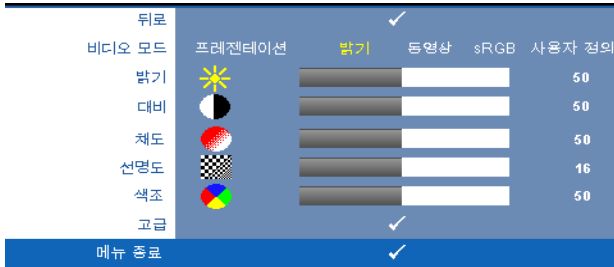 뒤로
비디오 모드 프레젠테이션 밝기 동영상 sRGB 사용자 정의
밝기 50
대비 50
채도 50
선명도 16
색조 50
고급
메뉴 종료